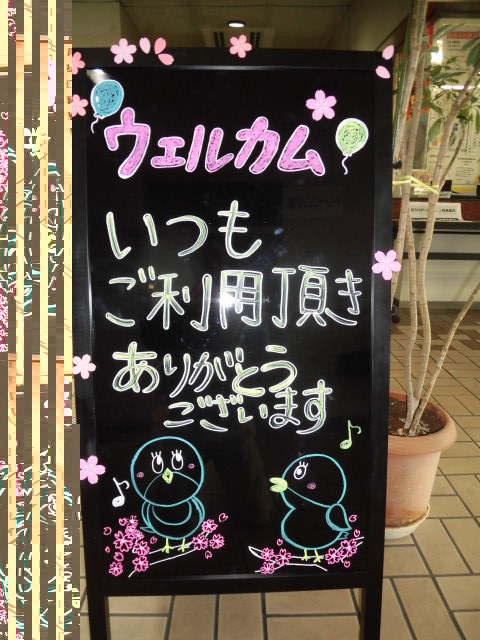 ウェルカム
いつも
ご利用頂き
ありがとう
ございます